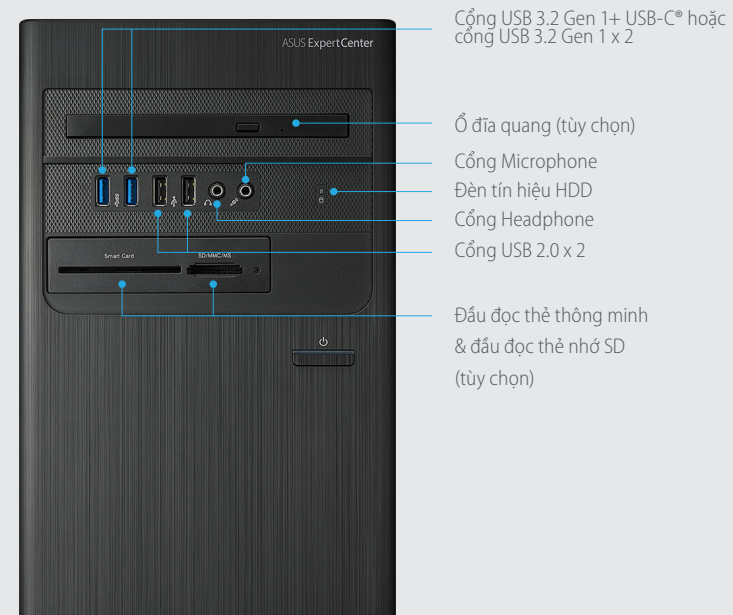 Cổng USB 3.2 Gen 1+ USB-C® hoặc
cổng USB 3.2 Gen 1 x 2
ASUS ExpertCenter
Ổ đĩa quang (tùy chọn)
Cổng Microphone
Đèn tín hiệu HDD
Cổng Headphone
Cổng USB 2.0 x 2
Smart Card
SD/MMC/MS
Đầu đọc thẻ thông minh
& đầu đọc thẻ nhớ SD
(tùy chọn)